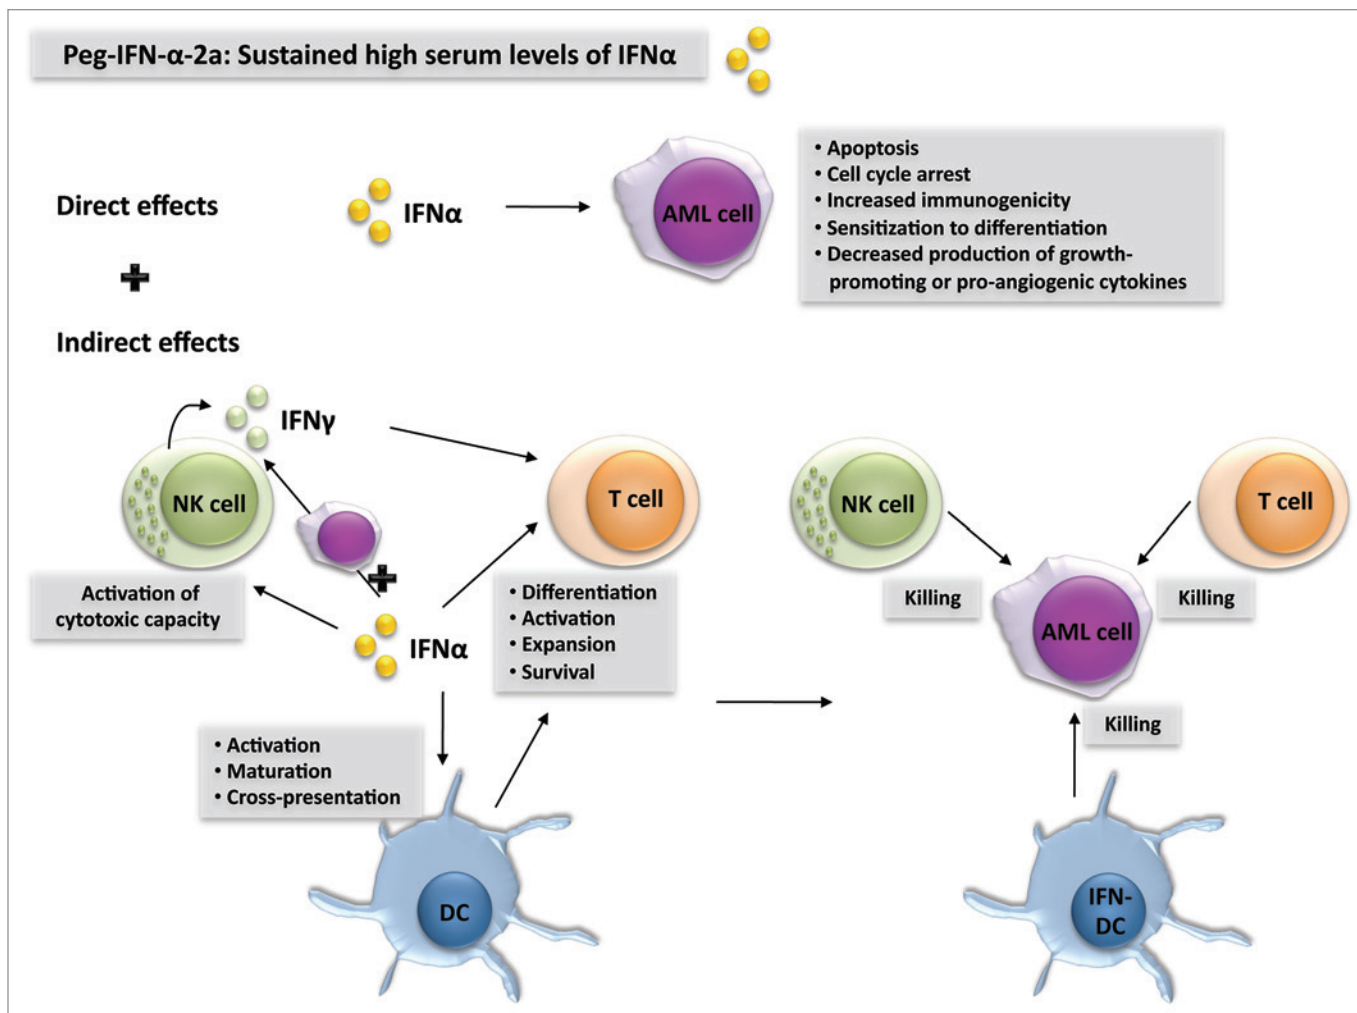 Peg-IFN-α-2a: Sustained high serum levels of IFNα
Direct effects
IFNα
AML cell
• Apoptosis
• Cell cycle arrest
• Increased immunogenicity
• Sensitization to differentiation
• Decreased production of growth-
promoting or pro-angiogenic cytokines
Indirect effects
IFNγ
NK cell
T cell
Activation of
cytotoxic capacity
IFNα
• Differentiation
• Activation
• Expansion
• Survival
• Activation
• Maturation
• Cross-presentation
DC
NK cell
T cell
Killing
Killing
AML cell
Killing
IFN-
DC